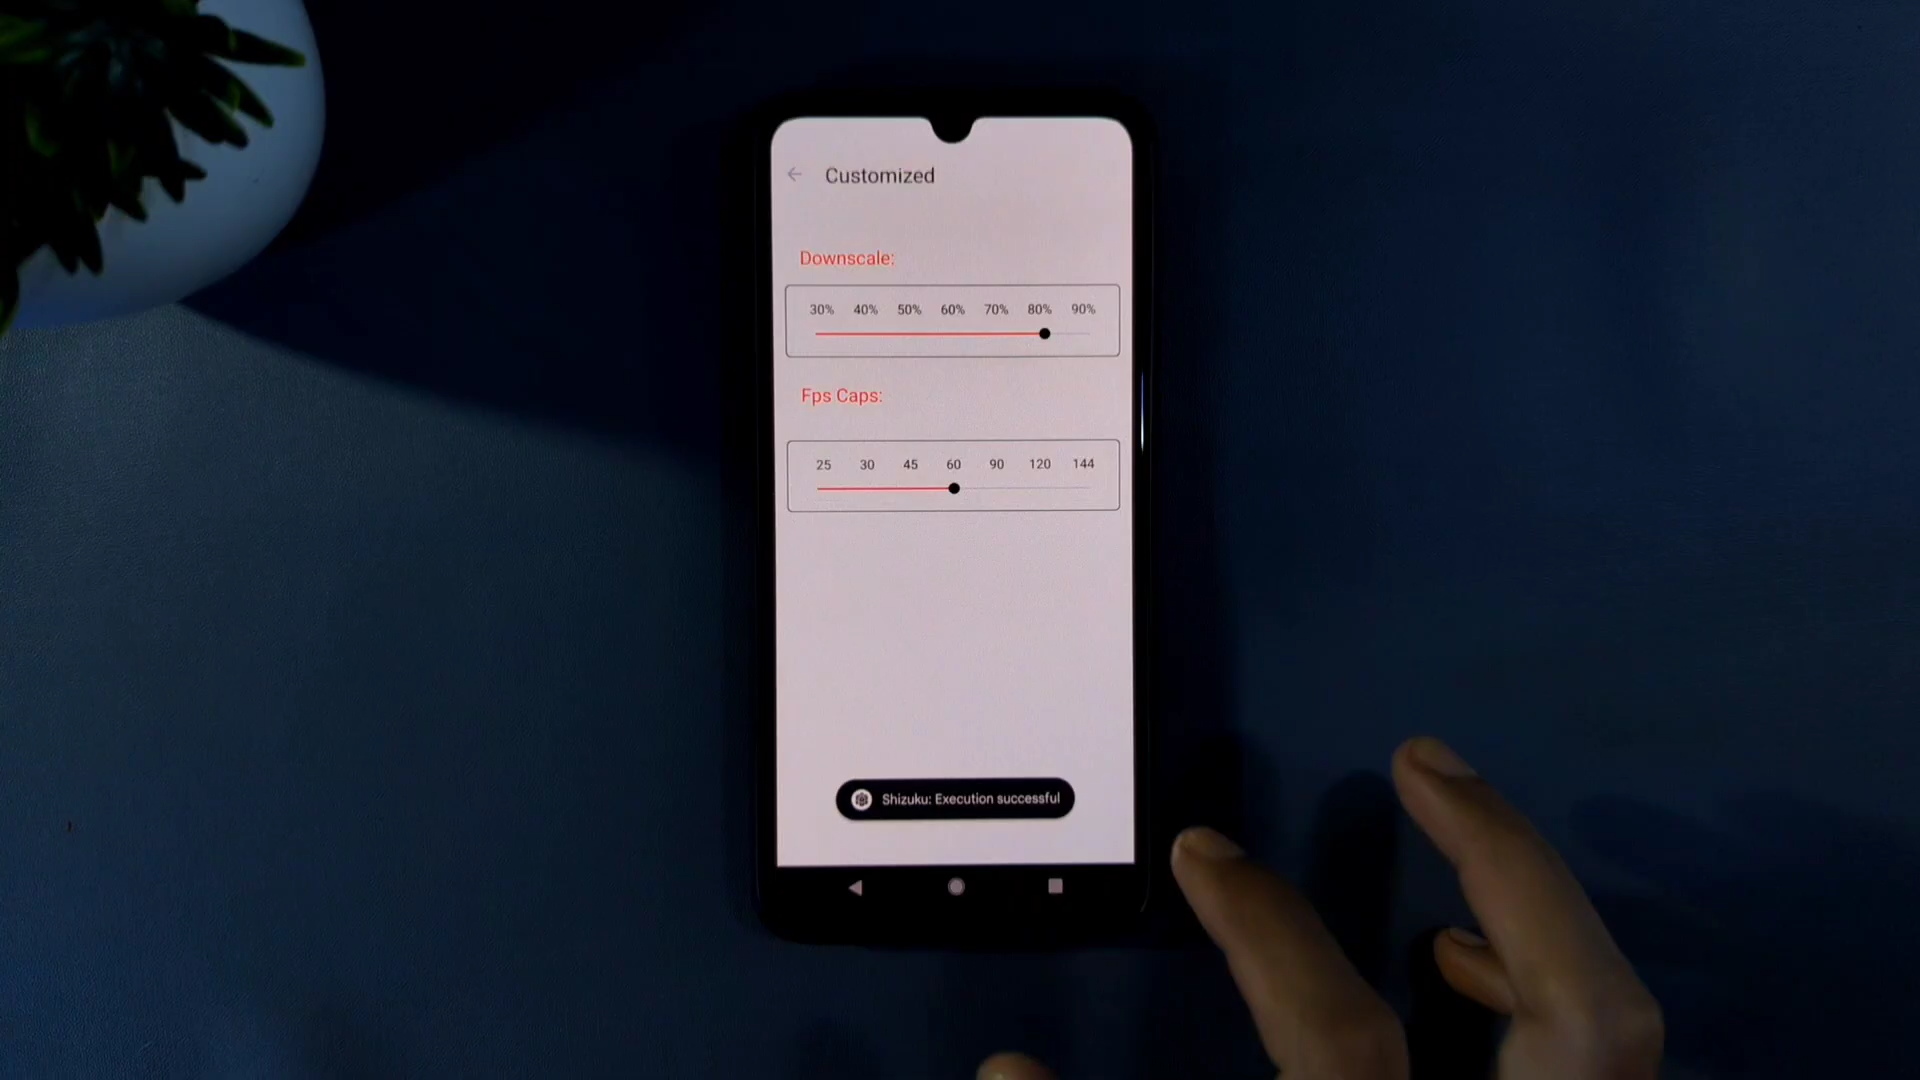 Customized
Downscale:
30% 40% 50% 60% 70% 80% 90%
Fps Caps:
25 30 45 60 90 120 144
Shizuku: Execution successful